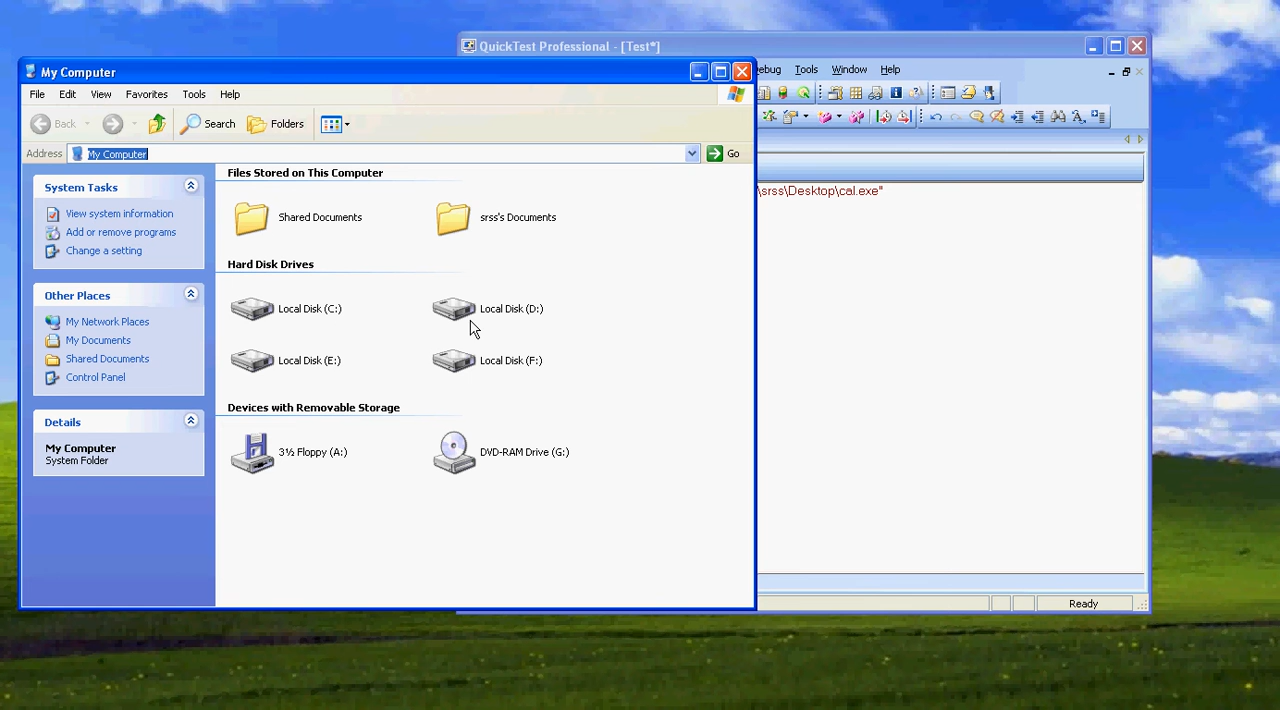 QuickTest Professional - [Test*]
My Computer
File Edit View Favorites Tools Help
ebug Tools Window Help
Back Search Folders
Address My Computer Go
System Tasks
View system information
Add or remove programs
Change a setting
Other Places
My Network Places
My Documents
Shared Documents
Control Panel
Details
My Computer
System Folder
Files Stored on This Computer
Shared Documents srss's Documents
Hard Disk Drives
Local Disk (C:) Local Disk (D:)
Local Disk (E:) Local Disk (F:)
Devices with Removable Storage
3½ Floppy (A:) DVD-RAM Drive (G:)
\srss\Desktop\cal.exe"
Ready